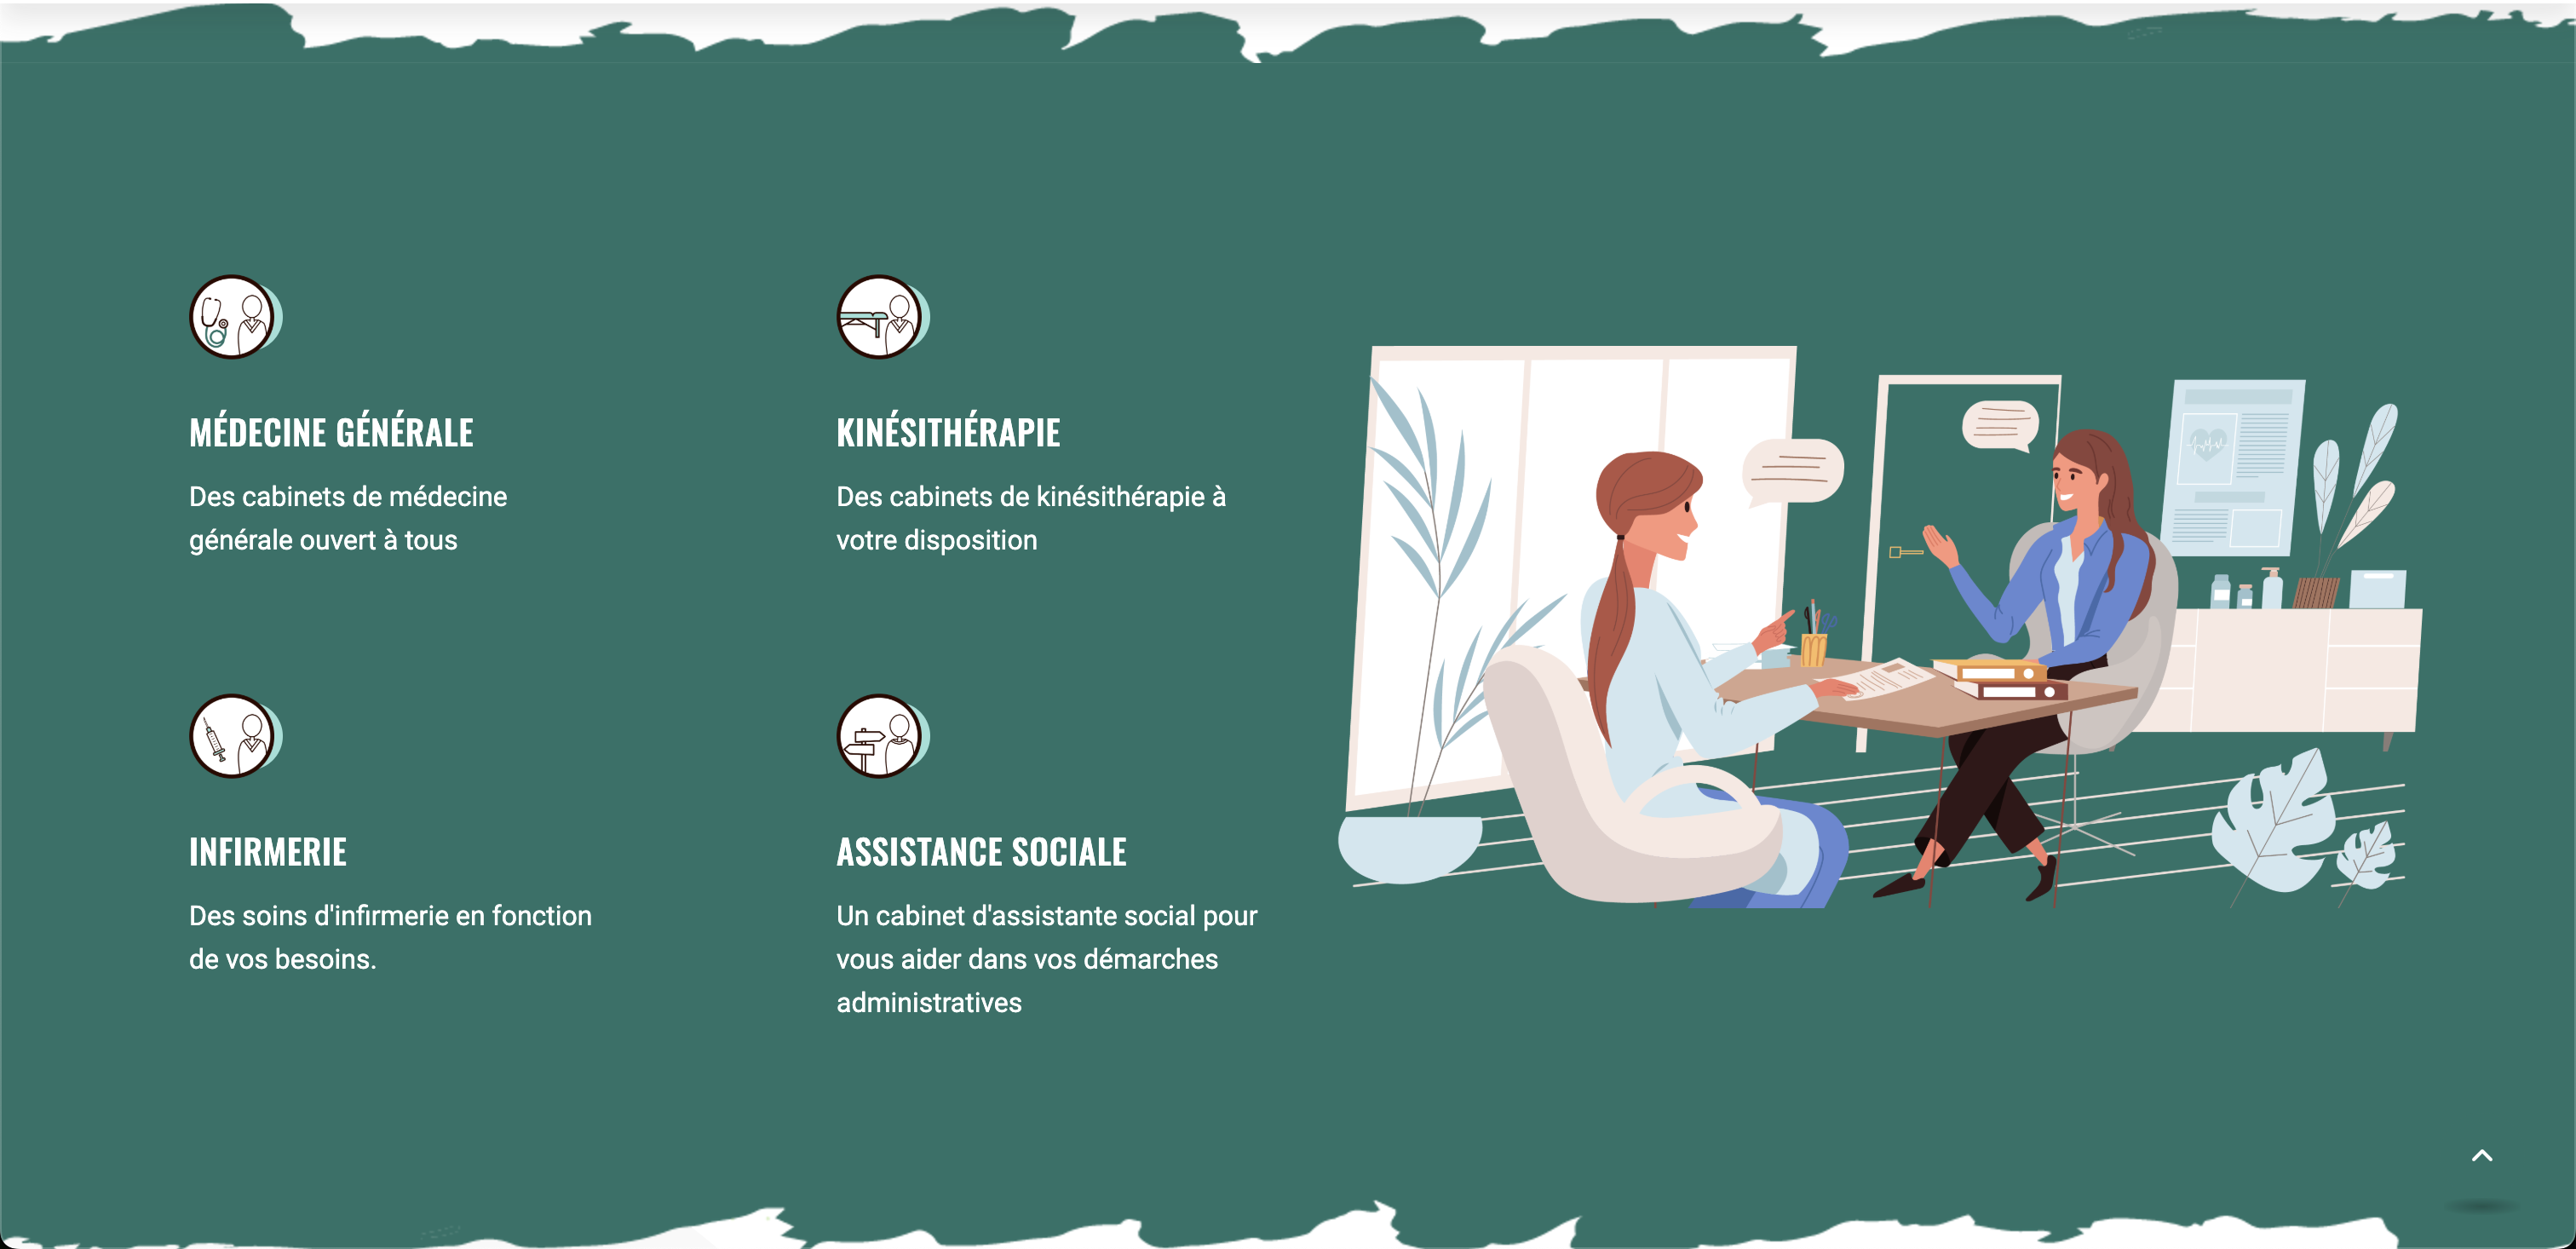 MÉDECINE GÉNÉRALE
Des cabinets de médecine
générale ouvert à tous
KINÉSITHÉRAPIE
Des cabinets de kinésithérapie à
votre disposition
INFIRMERIE
Des soins d'infirmerie en fonction
de vos besoins.
ASSISTANCE SOCIALE
Un cabinet d'assistante social pour
vous aider dans vos démarches
administratives